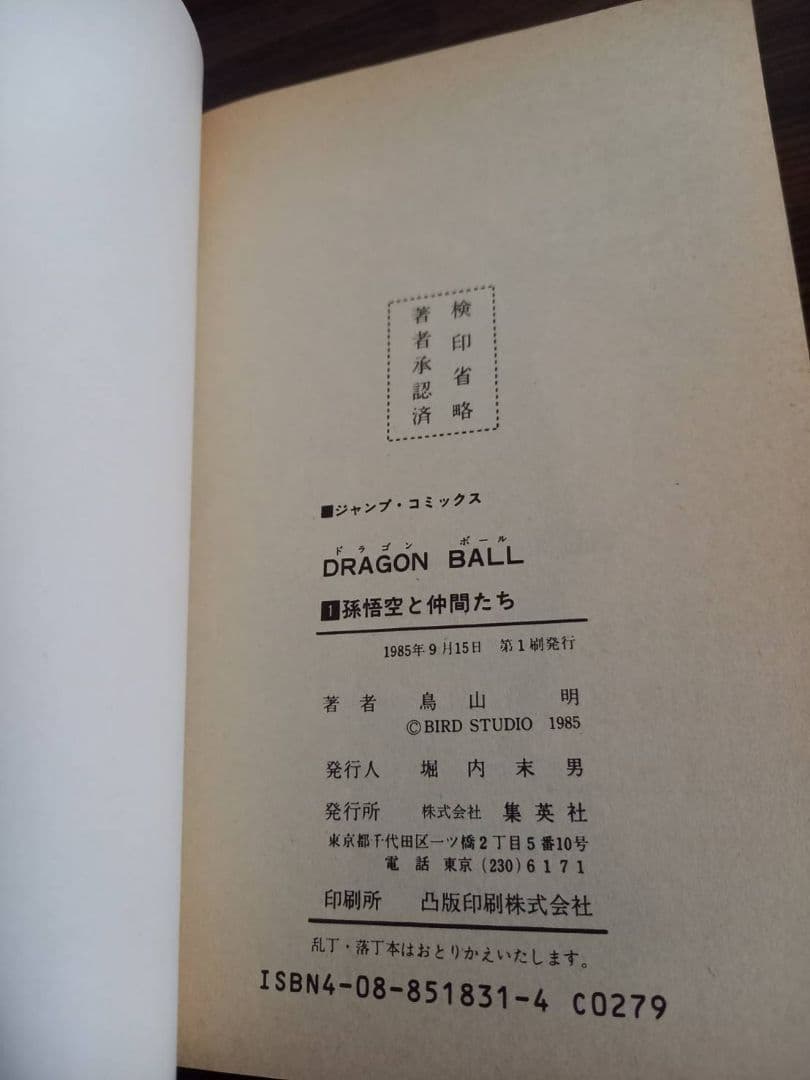 検印省略
著者承認済
■ジャンプ・コミックス
ドラゴン ボール
DRAGON BALL
1孫悟空と仲間たち
1985年9月15日 第1刷発行
著者 鳥山 明
©BIRD STUDIO 1985
発行人 堀内末男
発行所 株式会社 集英社
東京都千代田区一ツ橋2丁目5番10号
電話 東京(230)6171
印刷所 凸版印刷株式会社
乱丁・落丁本はおとりかえいたします。
ISBN4-08-851831-4 C0279